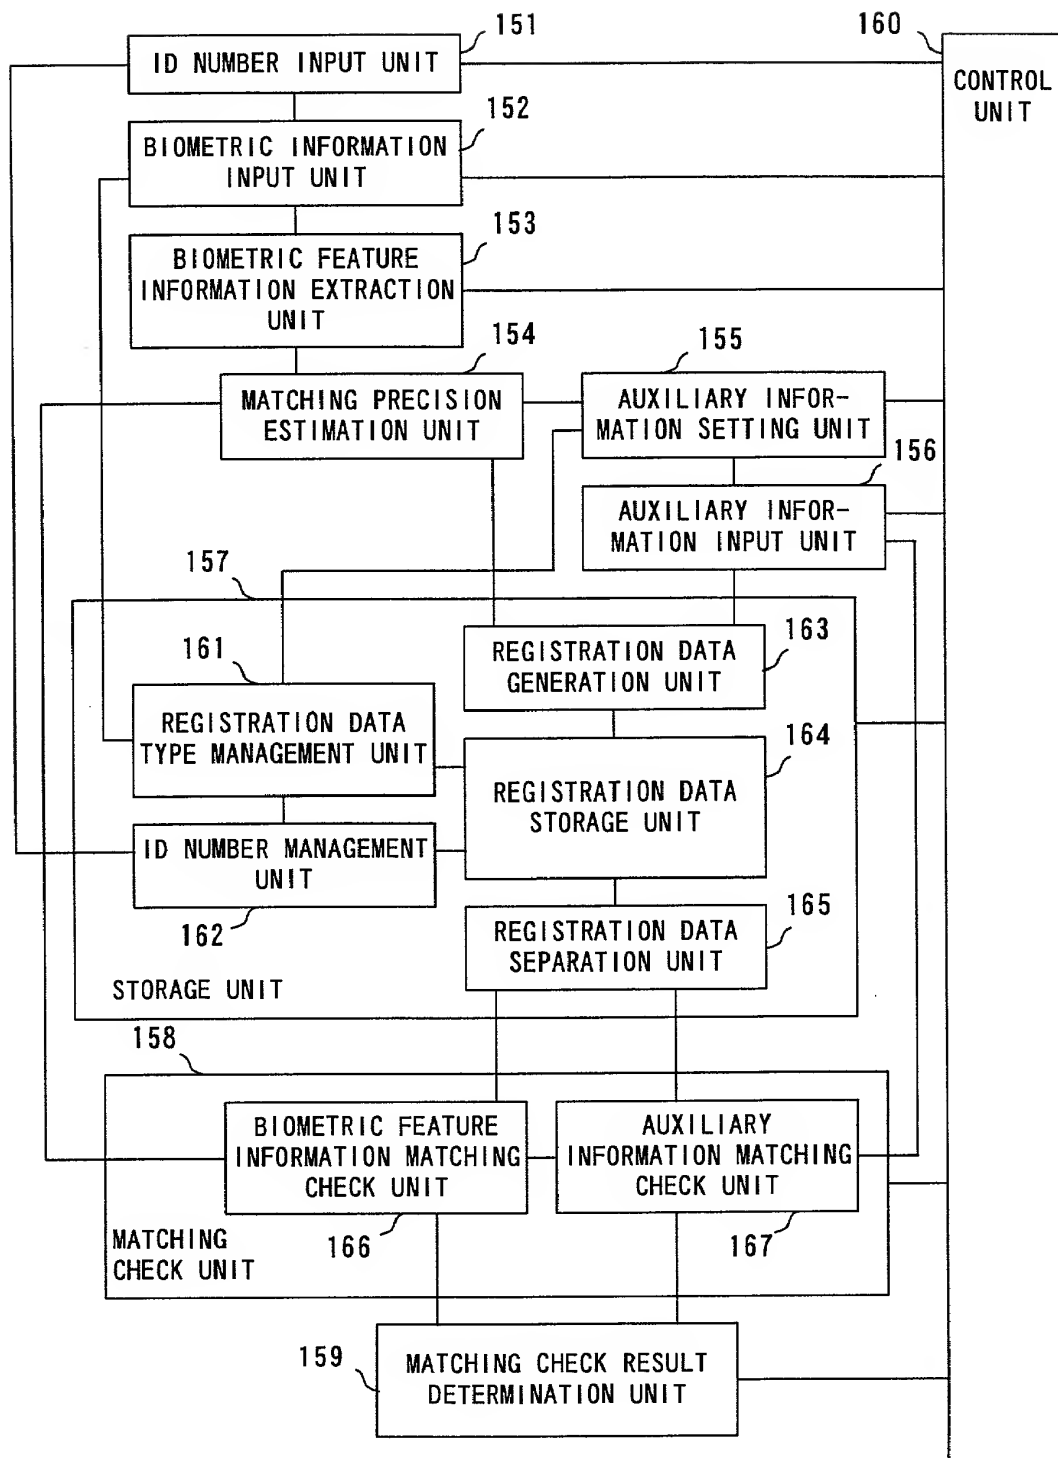 151
ID NUMBER INPUT UNIT
160
CONTROL
UNIT
152
BIOMETRIC INFORMATION
INPUT UNIT
153
BIOMETRIC FEATURE
INFORMATION EXTRACTION
UNIT
154
MATCHING PRECISION
ESTIMATION UNIT
155
AUXILIARY INFOR-
MATION SETTING UNIT
156
AUXILIARY INFOR-
MATION INPUT UNIT
157
161
REGISTRATION DATA
TYPE MANAGEMENT UNIT
163
REGISTRATION DATA
GENERATION UNIT
164
REGISTRATION DATA
STORAGE UNIT
ID NUMBER MANAGEMENT
UNIT
162
165
REGISTRATION DATA
SEPARATION UNIT
STORAGE UNIT
158
BIOMETRIC FEATURE
INFORMATION MATCHING
CHECK UNIT
166
AUXILIARY
INFORMATION MATCHING
CHECK UNIT
167
MATCHING
CHECK UNIT
159
MATCHING CHECK RESULT
DETERMINATION UNIT